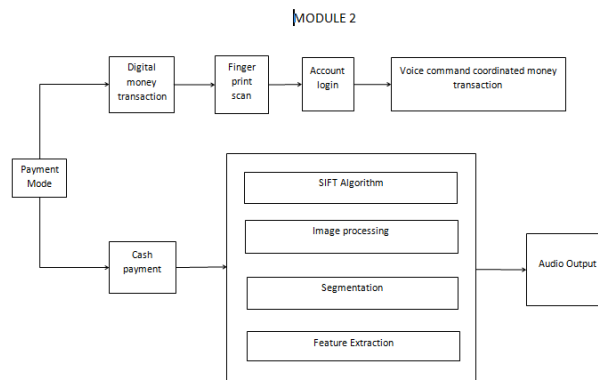 MODULE 2
Digital
money
transaction
Finger
print
scan
Account
login
Voice command coordinated money
transaction
Payment
Mode
SIFT Algorithm
Image processing
Cash
payment
Segmentation
Feature Extraction
Audio Output